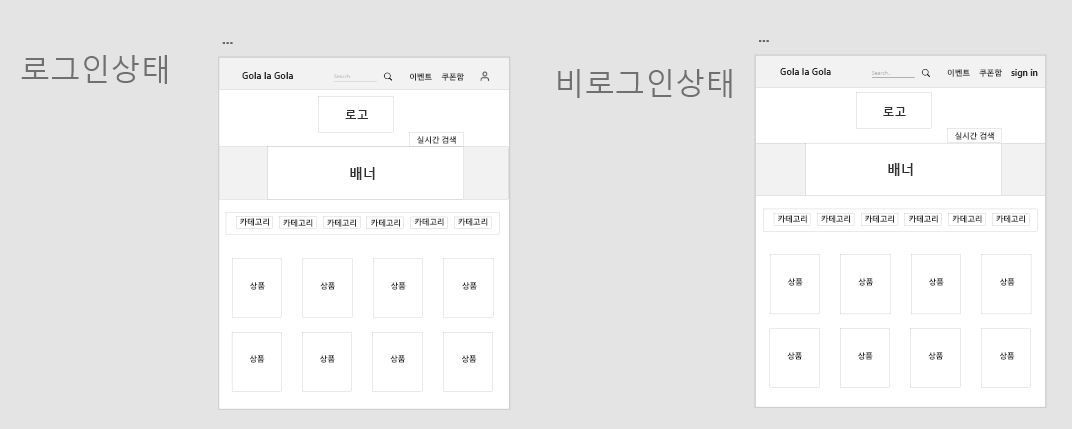 로그인상태
Gola la Gola Search... 이벤트 쿠폰함
로고
실시간 검색
배너
카테고리 카테고리 카테고리 카테고리 카테고리 카테고리
상품 상품 상품 상품
상품 상품 상품 상품
비로그인상태
Gola la Gola Search... 이벤트 쿠폰함 sign in
로고
실시간 검색
배너
카테고리 카테고리 카테고리 카테고리 카테고리 카테고리
상품 상품 상품 상품
상품 상품 상품 상품